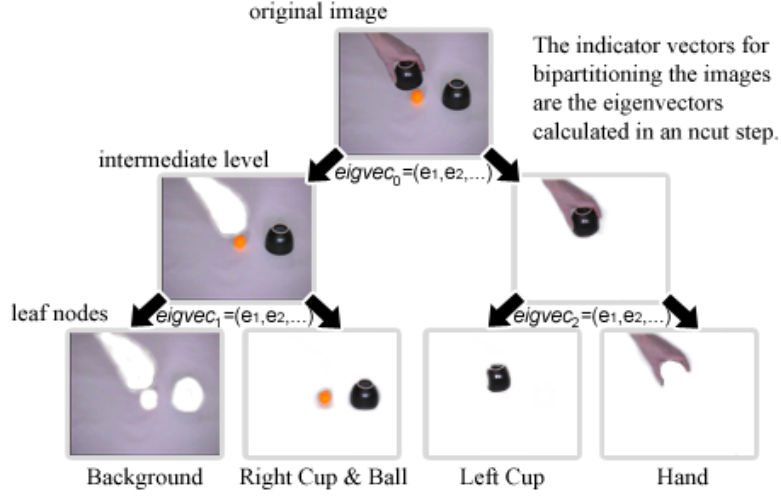 original image
The indicator vectors for
bipartitioning the images
are the eigenvectors
calculated in an ncut step.
intermediate level
eigvec₀=(e₁,e₂,...)
leaf nodes
eigvec₁=(e₁,e₂,...)
eigvec₂=(e₁,e₂,...)
Background
Right Cup & Ball
Left Cup
Hand